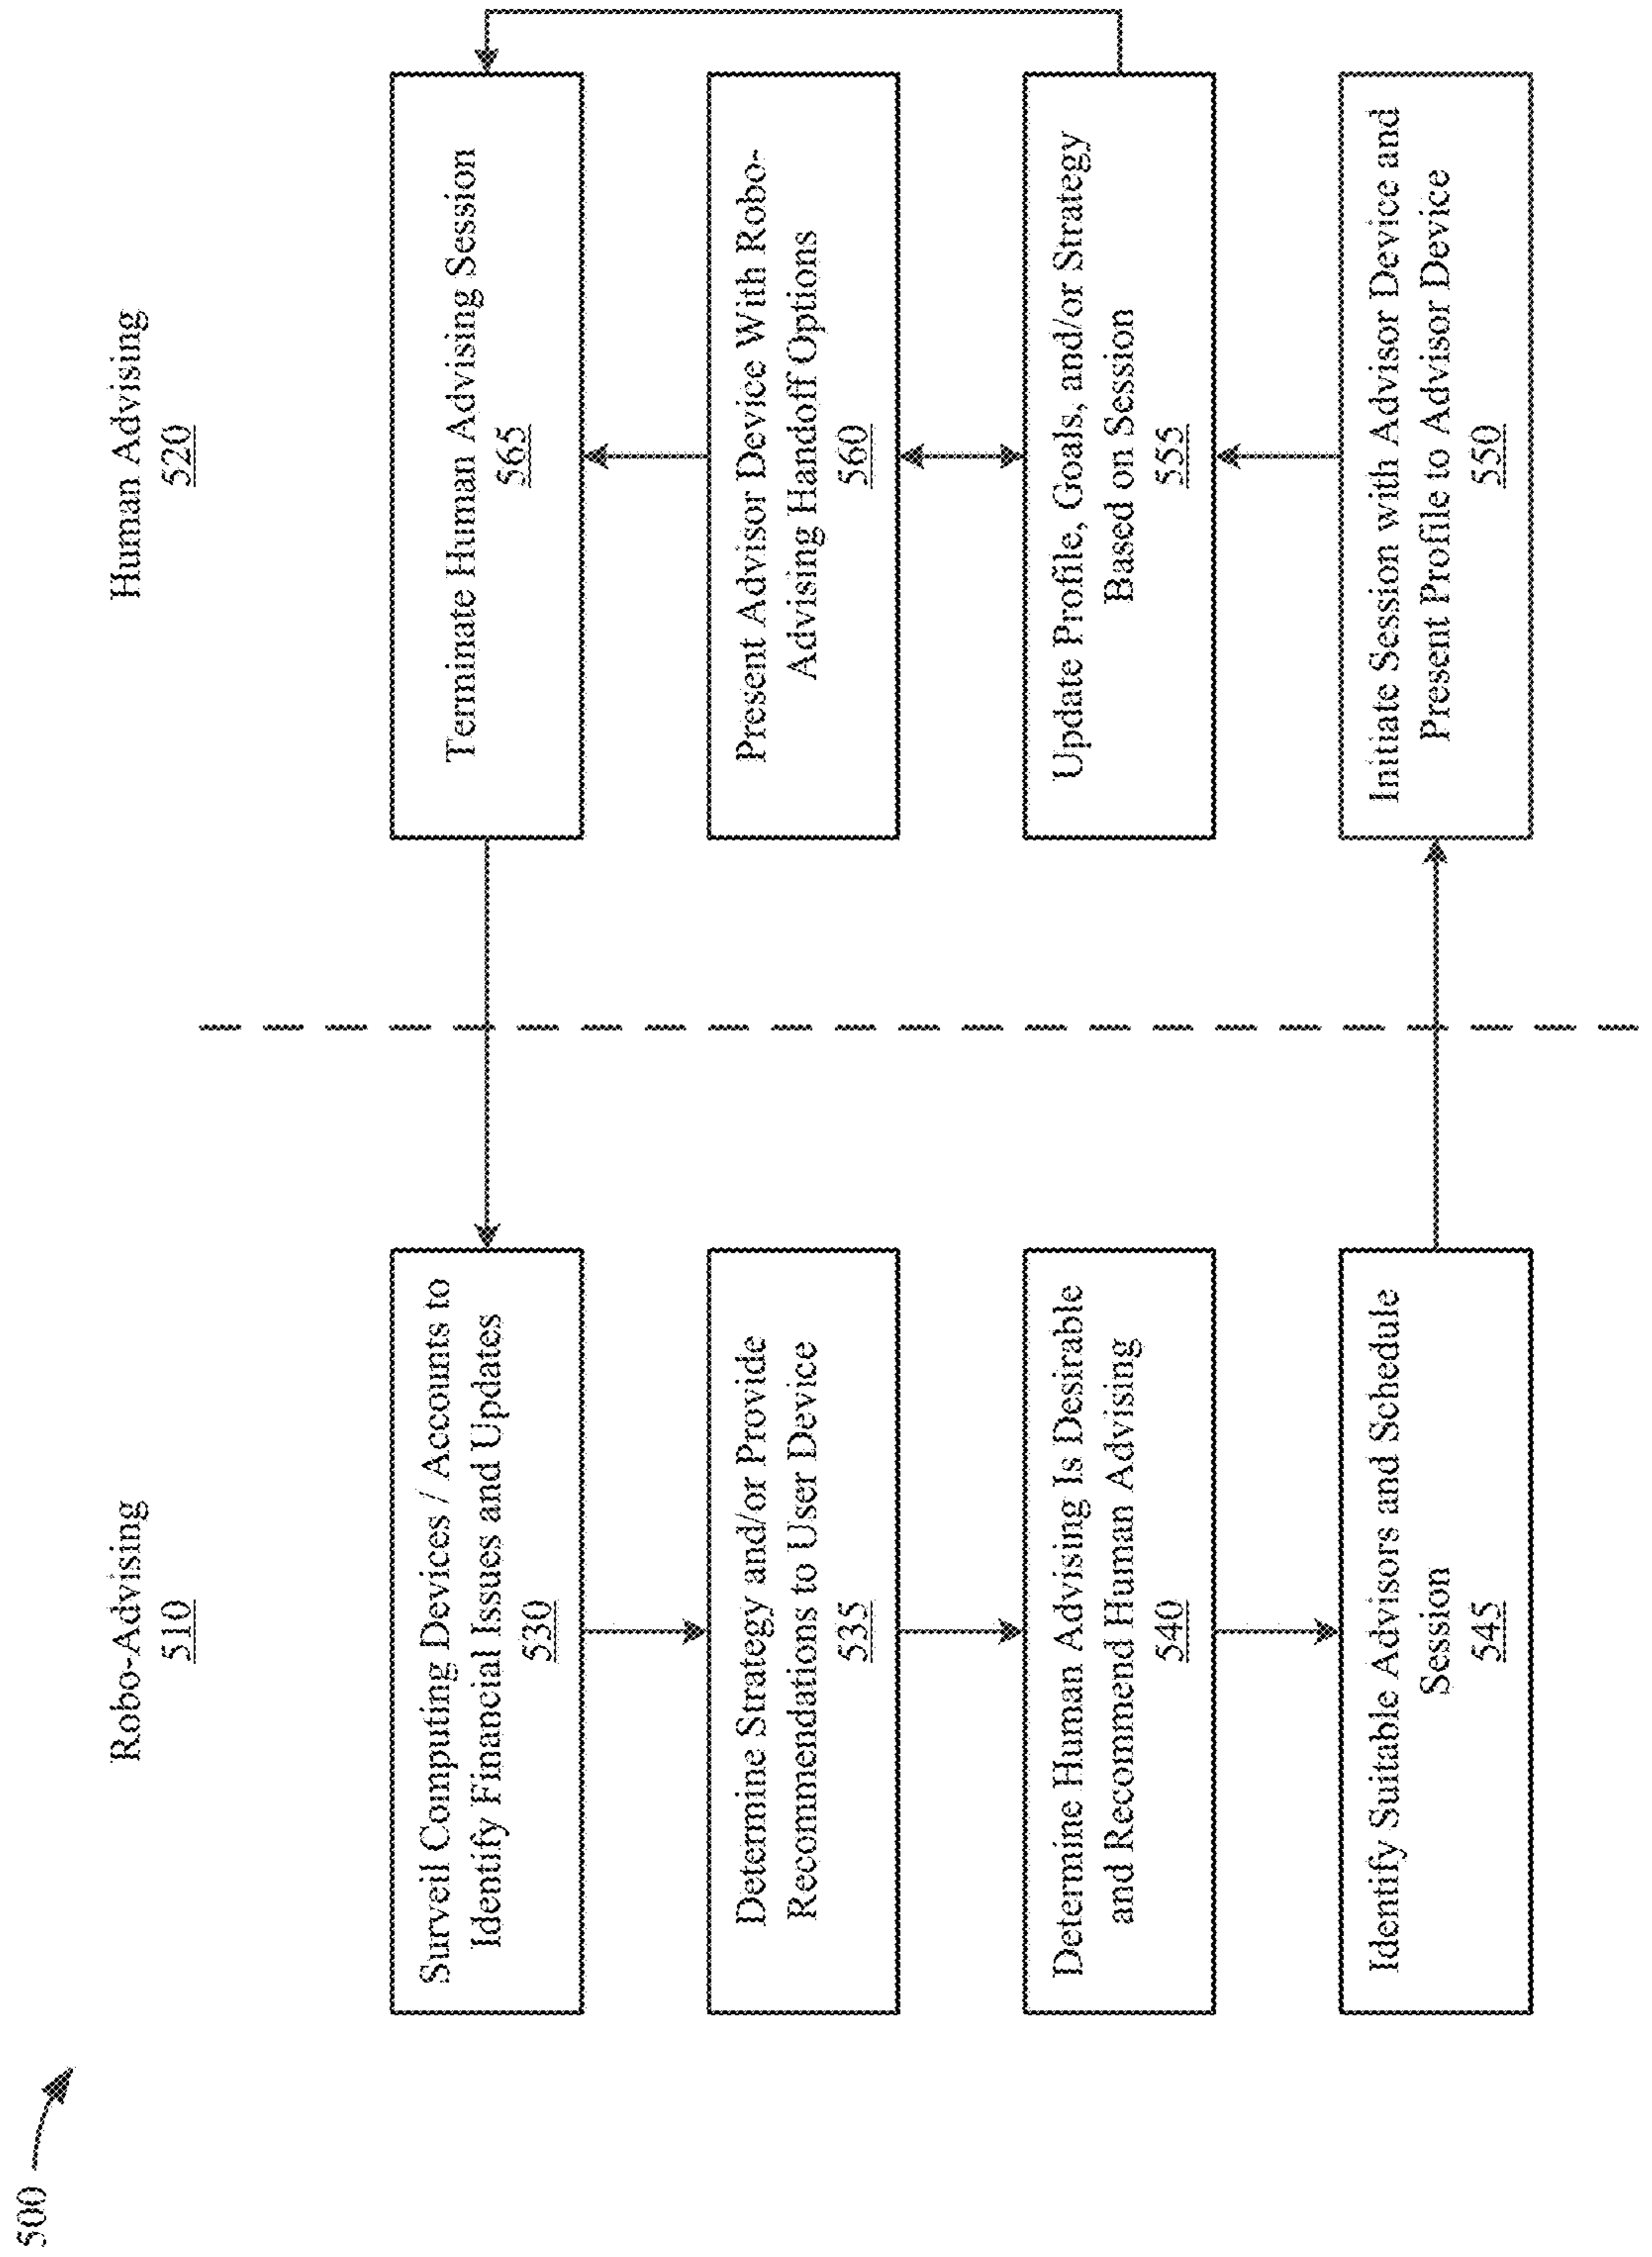 500
Robo-Advising
510
Human Advising
520
Surveil Computing Devices / Accounts to
Identify Financial Issues and Updates
530
Terminate Human Advising Session
565
Determine Strategy and/or Provide
Recommendations to User Device
535
Present Advisor Device With Robo-
Advising Handoff Options
560
Determine Human Advising Is Desirable
and Recommend Human Advising
540
Update Profile, Goals, and/or Strategy
Based on Session
555
Identify Suitable Advisors and Schedule
Session
545
Initiate Session with Advisor Device and
Present Profile to Advisor Device
550